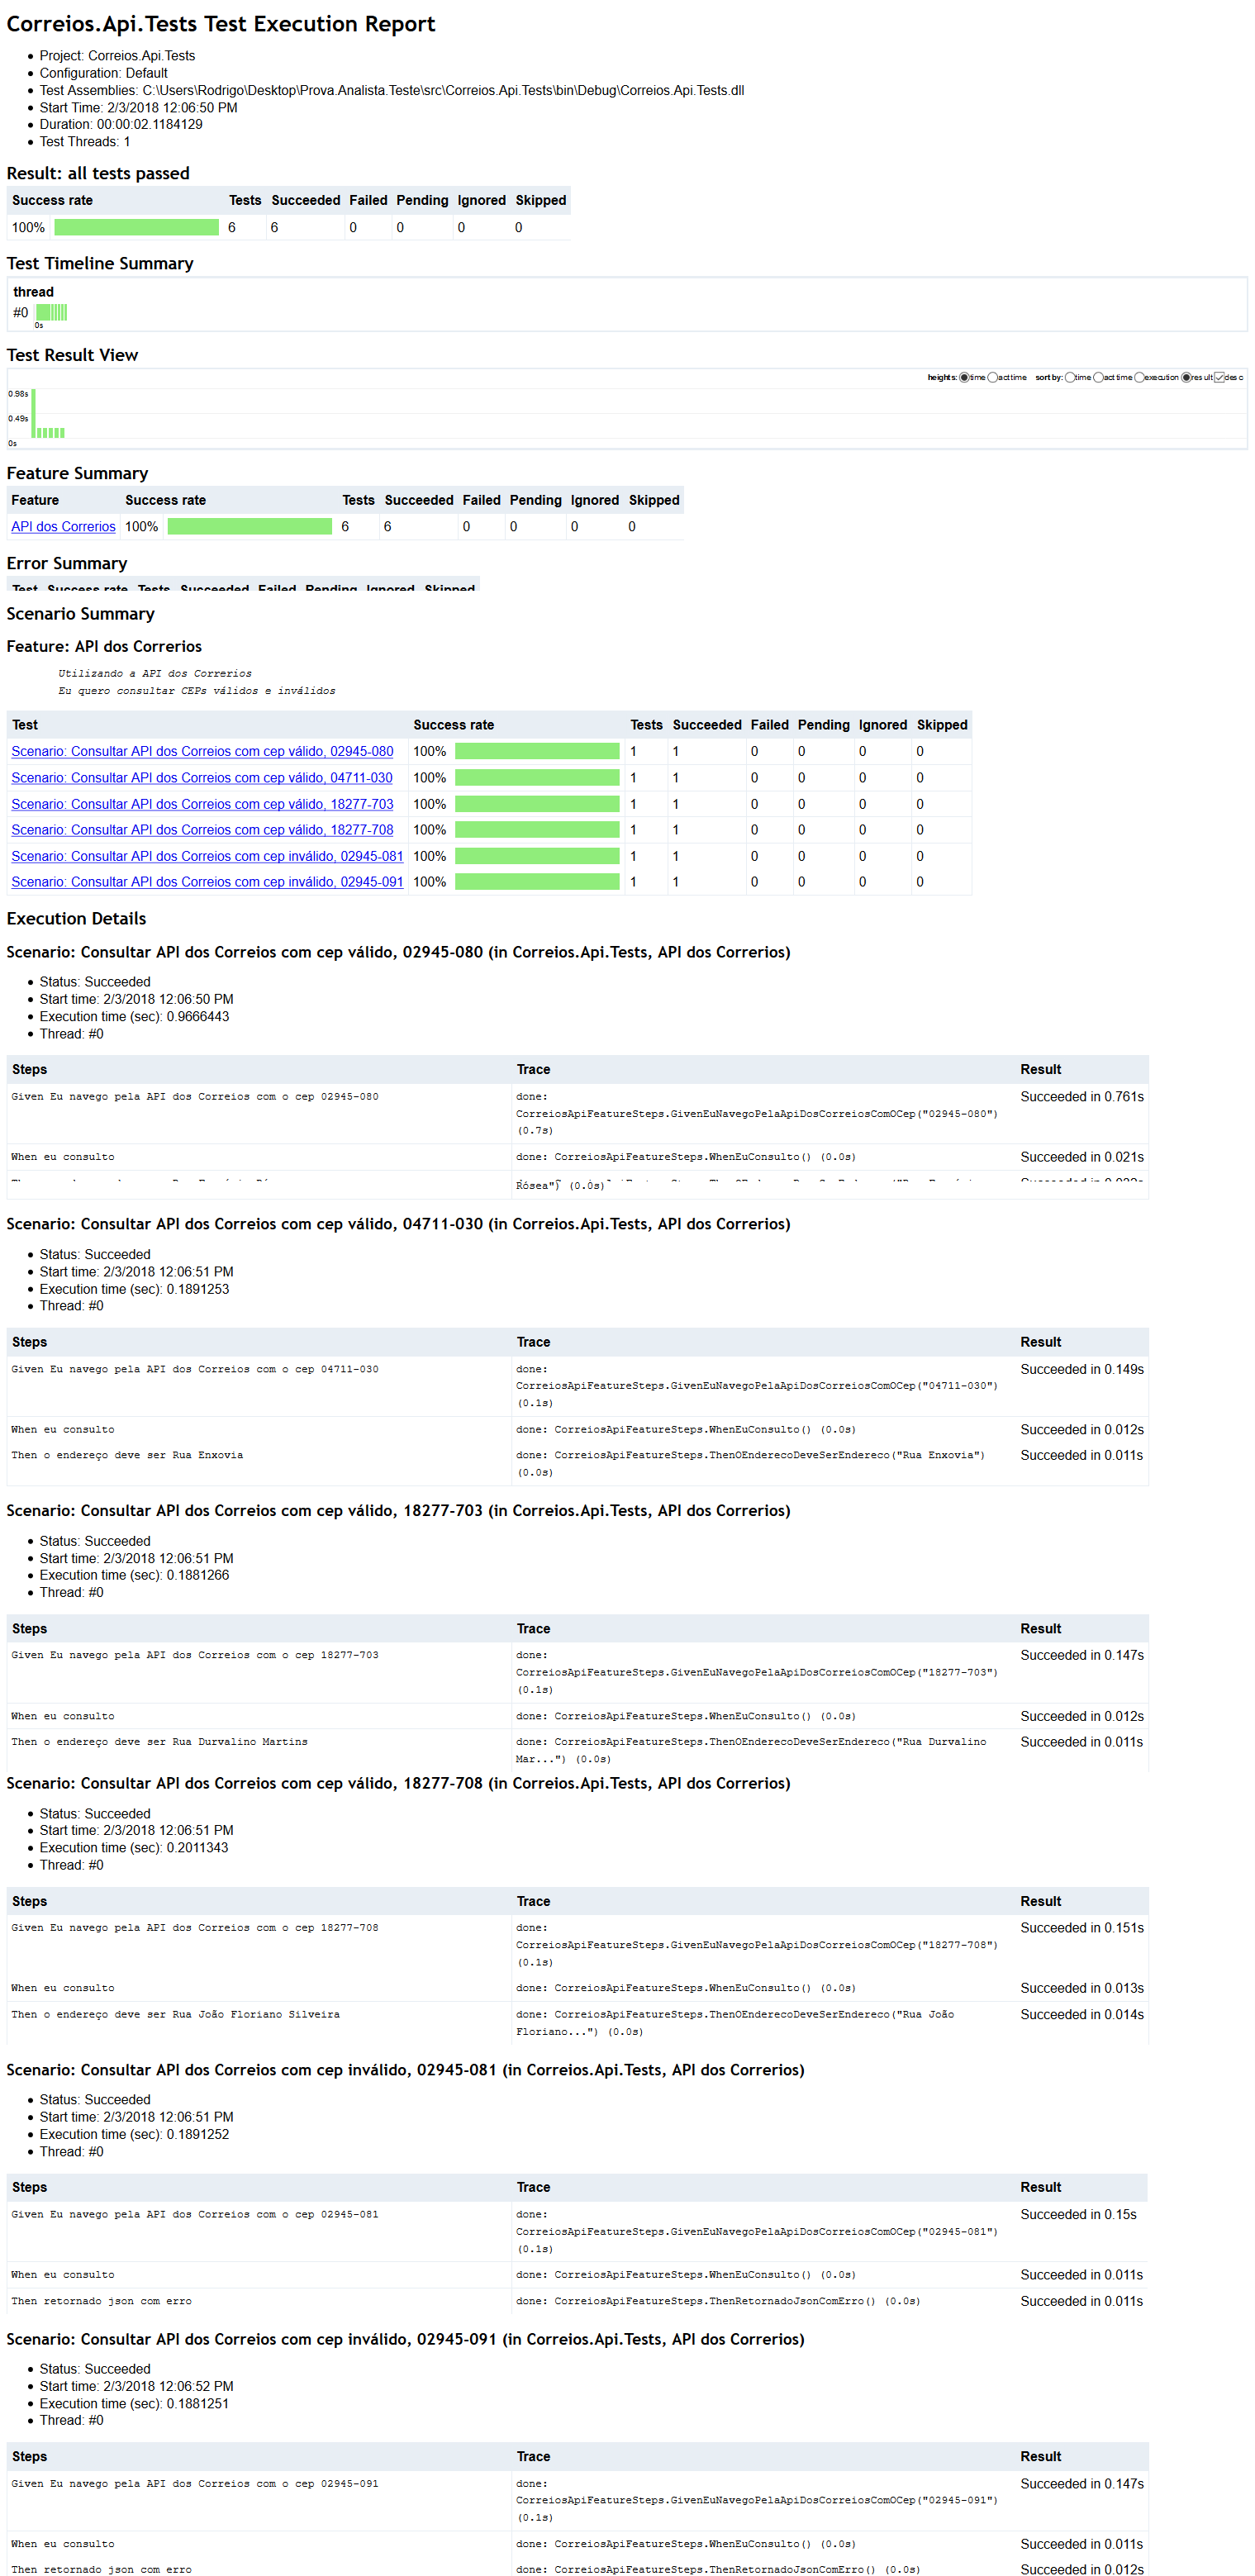 Correios.Api.Tests Test Execution Report
Project: Correios.Api.Tests
Configuration: Default
Test Assemblies: C:\Users\Rodrigo\Desktop\Prova.Analista.Teste\src\Correios.Api.Tests\bin\Debug\Correios.Api.Tests.dll
Start Time: 2/3/2018 12:06:50 PM
Duration: 00:00:02.1184129
Test Threads: 1
Result: all tests passed
Success rate Tests Succeeded Failed Pending Ignored Skipped
100% 6 6 0 0 0 0
Test Timeline Summary
thread
#0
0s
Test Result View
heights: time acttime sort by: time acttime execution result desc
0.98s
0.49s
0s
Feature Summary
Feature Success rate Tests Succeeded Failed Pending Ignored Skipped
API dos Correrios 100% 6 6 0 0 0 0
Error Summary
Test Success rate Tests Succeeded Failed Pending Ignored Skipped
Scenario Summary
Feature: API dos Correrios
Utilizando a API dos Correrios
Eu quero consultar CEPs válidos e inválidos
Test Success rate Tests Succeeded Failed Pending Ignored Skipped
Scenario: Consultar API dos Correios com cep válido, 02945-080 100% 1 1 0 0 0 0
Scenario: Consultar API dos Correios com cep válido, 04711-030 100% 1 1 0 0 0 0
Scenario: Consultar API dos Correios com cep válido, 18277-703 100% 1 1 0 0 0 0
Scenario: Consultar API dos Correios com cep válido, 18277-708 100% 1 1 0 0 0 0
Scenario: Consultar API dos Correios com cep inválido, 02945-081 100% 1 1 0 0 0 0
Scenario: Consultar API dos Correios com cep inválido, 02945-091 100% 1 1 0 0 0 0
Execution Details
Scenario: Consultar API dos Correios com cep válido, 02945-080 (in Correios.Api.Tests, API dos Correrios)
Status: Succeeded
Start time: 2/3/2018 12:06:50 PM
Execution time (sec): 0.9666443
Thread: #0
Steps Trace Result
Given Eu navego pela API dos Correios com o cep 02945-080 done: Succeeded in 0.761s
CorreiosApiFeatureSteps.GivenEuNavegoPelaApiDosCorreiosComOCep("02945-080")
(0.7s)
When eu consulto done: CorreiosApiFeatureSteps.WhenEuConsulto() (0.0s) Succeeded in 0.021s
Rósea") (0.0s)
Scenario: Consultar API dos Correios com cep válido, 04711-030 (in Correios.Api.Tests, API dos Correrios)
Status: Succeeded
Start time: 2/3/2018 12:06:51 PM
Execution time (sec): 0.1891253
Thread: #0
Steps Trace Result
Given Eu navego pela API dos Correios com o cep 04711-030 done: Succeeded in 0.149s
CorreiosApiFeatureSteps.GivenEuNavegoPelaApiDosCorreiosComOCep("04711-030")
(0.1s)
When eu consulto done: CorreiosApiFeatureSteps.WhenEuConsulto() (0.0s) Succeeded in 0.012s
Then o endereço deve ser Rua Enxovia done: CorreiosApiFeatureSteps.ThenOEnderecoDeveSerEndereco("Rua Enxovia") Succeeded in 0.011s
(0.0s)
Scenario: Consultar API dos Correios com cep válido, 18277-703 (in Correios.Api.Tests, API dos Correrios)
Status: Succeeded
Start time: 2/3/2018 12:06:51 PM
Execution time (sec): 0.1881266
Thread: #0
Steps Trace Result
Given Eu navego pela API dos Correios com o cep 18277-703 done: Succeeded in 0.147s
CorreiosApiFeatureSteps.GivenEuNavegoPelaApiDosCorreiosComOCep("18277-703")
(0.1s)
When eu consulto done: CorreiosApiFeatureSteps.WhenEuConsulto() (0.0s) Succeeded in 0.012s
Then o endereço deve ser Rua Durvalino Martins done: CorreiosApiFeatureSteps.ThenOEnderecoDeveSerEndereco("Rua Durvalino Succeeded in 0.011s
Mar...") (0.0s)
Scenario: Consultar API dos Correios com cep válido, 18277-708 (in Correios.Api.Tests, API dos Correrios)
Status: Succeeded
Start time: 2/3/2018 12:06:51 PM
Execution time (sec): 0.2011343
Thread: #0
Steps Trace Result
Given Eu navego pela API dos Correios com o cep 18277-708 done: Succeeded in 0.151s
CorreiosApiFeatureSteps.GivenEuNavegoPelaApiDosCorreiosComOCep("18277-708")
(0.1s)
When eu consulto done: CorreiosApiFeatureSteps.WhenEuConsulto() (0.0s) Succeeded in 0.013s
Then o endereço deve ser Rua João Floriano Silveira done: CorreiosApiFeatureSteps.ThenOEnderecoDeveSerEndereco("Rua João Succeeded in 0.014s
Floriano...") (0.0s)
Scenario: Consultar API dos Correios com cep inválido, 02945-081 (in Correios.Api.Tests, API dos Correrios)
Status: Succeeded
Start time: 2/3/2018 12:06:51 PM
Execution time (sec): 0.1891252
Thread: #0
Steps Trace Result
Given Eu navego pela API dos Correios com o cep 02945-081 done: Succeeded in 0.15s
CorreiosApiFeatureSteps.GivenEuNavegoPelaApiDosCorreiosComOCep("02945-081")
(0.1s)
When eu consulto done: CorreiosApiFeatureSteps.WhenEuConsulto() (0.0s) Succeeded in 0.011s
Then retornado json com erro done: CorreiosApiFeatureSteps.ThenRetornadoJsonComErro() (0.0s) Succeeded in 0.011s
Scenario: Consultar API dos Correios com cep inválido, 02945-091 (in Correios.Api.Tests, API dos Correrios)
Status: Succeeded
Start time: 2/3/2018 12:06:52 PM
Execution time (sec): 0.1881251
Thread: #0
Steps Trace Result
Given Eu navego pela API dos Correios com o cep 02945-091 done: Succeeded in 0.147s
CorreiosApiFeatureSteps.GivenEuNavegoPelaApiDosCorreiosComOCep("02945-091")
(0.1s)
When eu consulto done: CorreiosApiFeatureSteps.WhenEuConsulto() (0.0s) Succeeded in 0.011s
Then retornado json com erro done: CorreiosApiFeatureSteps.ThenRetornadoJsonComErro() (0.0s) Succeeded in 0.012s